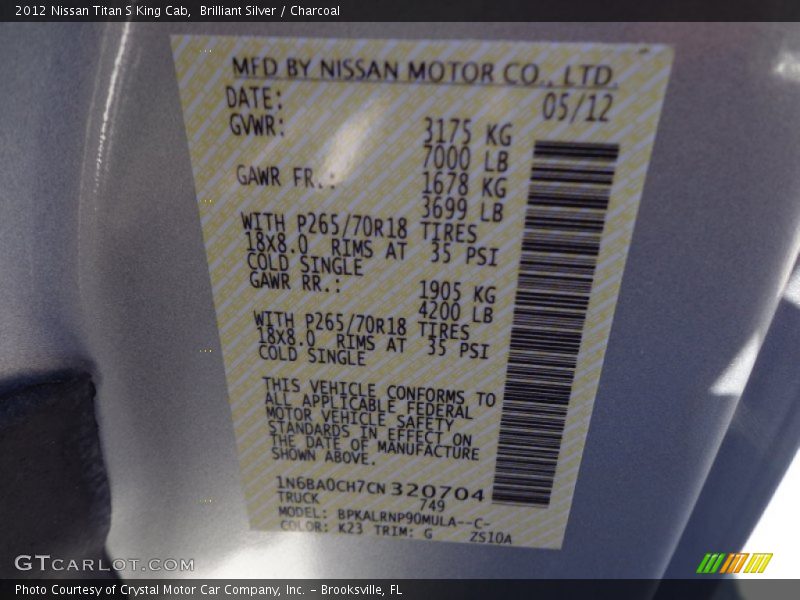 2012 Nissan Titan S King Cab, Brilliant Silver / Charcoal
MFD BY NISSAN MOTOR CO., LTD.
DATE: 05/12
GVWR: 3175 KG
7000 LB
GAWR FR.: 1678 KG
3699 LB
WITH P265/70R18 TIRES
18X8.0 RIMS AT 35 PSI
COLD SINGLE
GAWR RR.: 1905 KG
4200 LB
WITH P265/70R18 TIRES
18X8.0 RIMS AT 35 PSI
COLD SINGLE
THIS VEHICLE CONFORMS TO
ALL APPLICABLE FEDERAL
MOTOR VEHICLE SAFETY
STANDARDS IN EFFECT ON
THE DATE OF MANUFACTURE
SHOWN ABOVE.
1N6BA0CH7CN320704
TRUCK 749
MODEL: BPKALRNP90MULA--C-
COLOR: K23 TRIM: G ZS10A
GTCARLOT.COM
Photo Courtesy of Crystal Motor Car Company, Inc. – Brooksville, FL